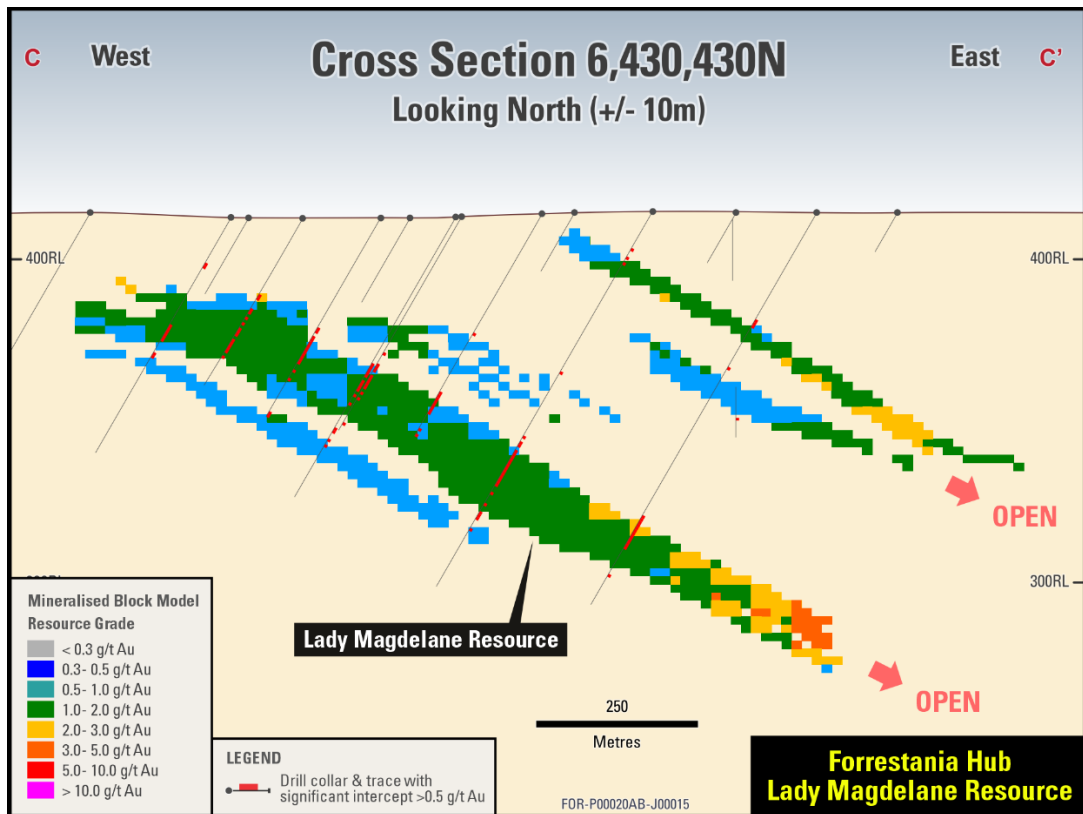 C West
Cross Section 6,430,430N
East C'
Looking North (+/- 10m)
400RL
400RL
OPEN
300RL
Lady Magdelane Resource
OPEN
250
Metres
Mineralised Block Model
Resource Grade
< 0.3 g/t Au
0.3- 0.5 g/t Au
0.5- 1.0 g/t Au
1.0- 2.0 g/t Au
2.0- 3.0 g/t Au
3.0- 5.0 g/t Au
5.0- 10.0 g/t Au
> 10.0 g/t Au
LEGEND
Drill collar & trace with
significant intercept >0.5 g/t AU
FOR-P00020AB-J00015
Forrestania Hub
Lady Magdelane Resource